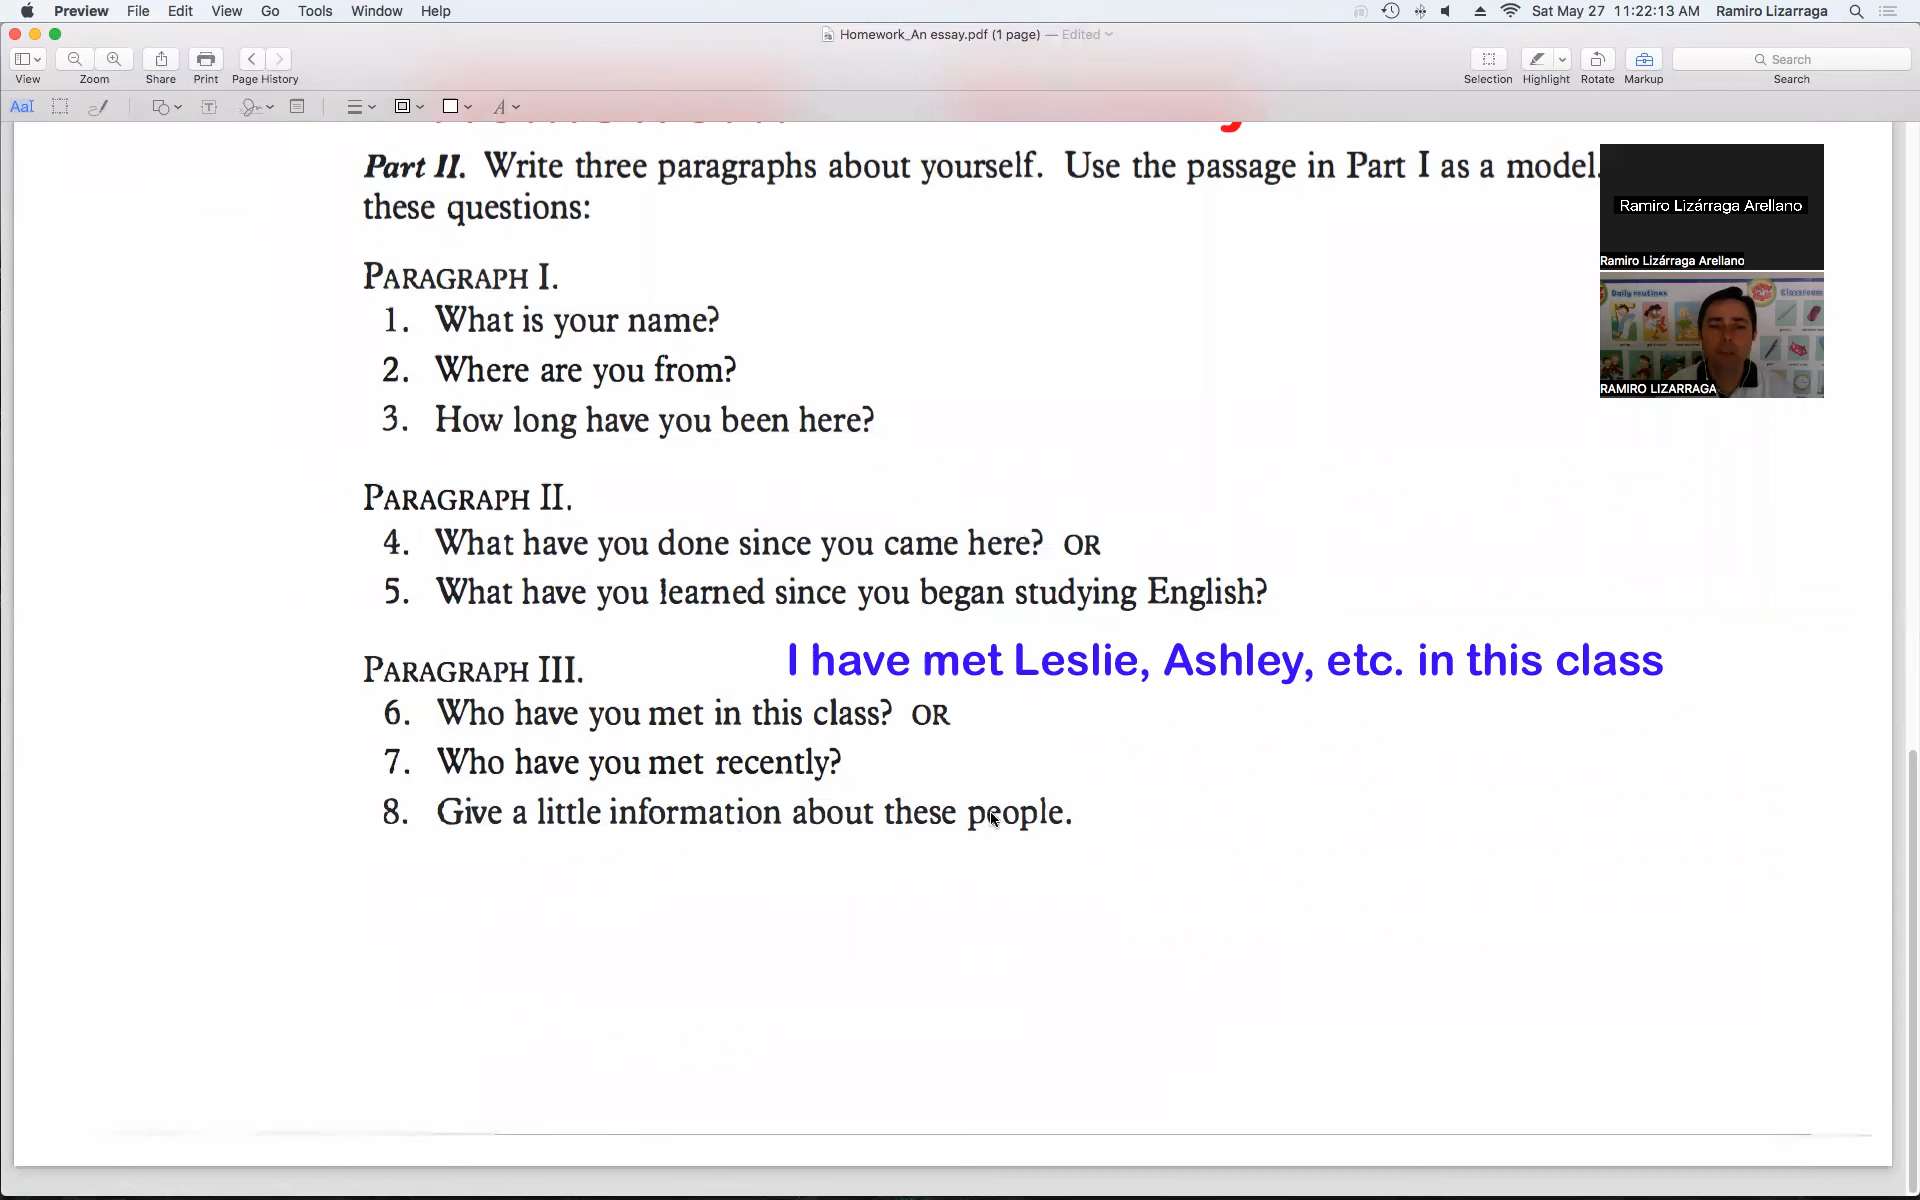 Preview File Edit View Go Tools Window Help Sat May 27 11:22:13 AM Ramiro Lizarraga
Homework_An essay.pdf (1 page) — Edited
View Zoom Share Print Page History Selection Highlight Rotate Markup Search
Search
AaI T A
Part II. Write three paragraphs about yourself. Use the passage in Part I as a model.
these questions:
Ramiro Lizárraga Arellano
Ramiro Lizárraga Arellano
Daily routines Classroom
RAMIRO LIZARRAGA
PARAGRAPH I.
1. What is your name?
2. Where are you from?
3. How long have you been here?
PARAGRAPH II.
4. What have you done since you came here? OR
5. What have you learned since you began studying English?
I have met Leslie, Ashley, etc. in this class
PARAGRAPH III.
6. Who have you met in this class? OR
7. Who have you met recently?
8. Give a little information about these people.